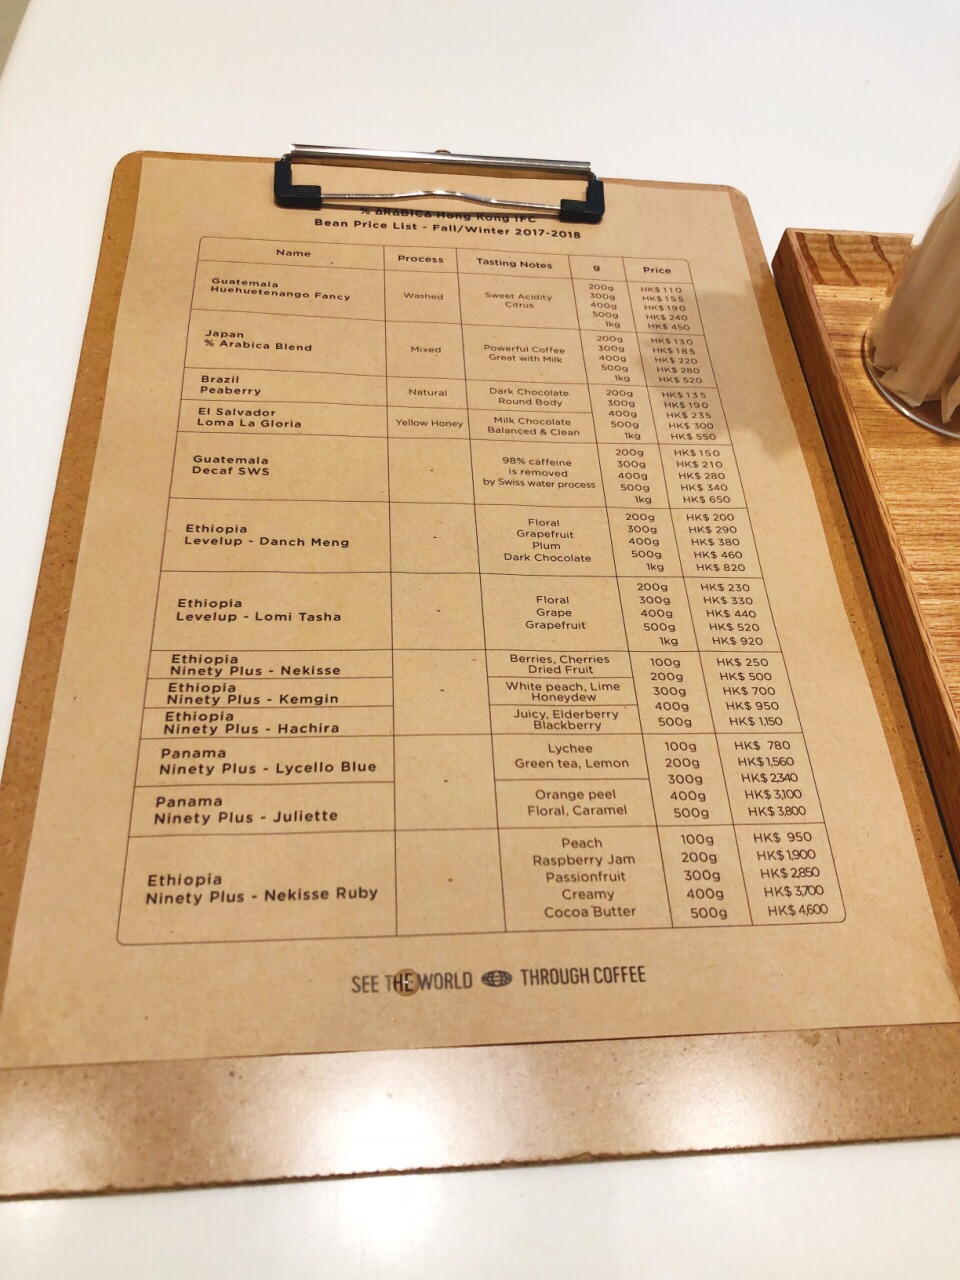 % ARABICA Hong Kong IFC
Bean Price List - Fall/Winter 2017-2018
Name Process Tasting Notes g Price
Guatemala
Huehuetenango Fancy
Washed
Sweet Acidity
Citrus
200g HK$ 110
300g HK$ 155
400g HK$ 190
500g HK$ 240
1kg HK$ 450
Japan
% Arabica Blend
Mixed
Powerful Coffee
Great with Milk
200g HK$ 130
300g HK$ 185
400g HK$ 220
500g HK$ 280
1kg HK$ 520
Brazil
Peaberry
Natural
Dark Chocolate
Round Body
El Salvador
Loma La Gloria
Yellow Honey
Milk Chocolate
Balanced & Clean
200g HK$ 135
300g HK$ 190
400g HK$ 235
500g HK$ 300
1kg HK$ 550
Guatemala
Decaf SWS
-
98% caffeine
is removed
by Swiss water process
200g HK$ 150
300g HK$ 210
400g HK$ 280
500g HK$ 340
1kg HK$ 650
Ethiopia
Levelup - Danch Meng
-
Floral
Grapefruit
Plum
Dark Chocolate
200g HK$ 200
300g HK$ 290
400g HK$ 380
500g HK$ 460
1kg HK$ 820
Ethiopia
Levelup - Lomi Tasha
-
Floral
Grape
Grapefruit
200g HK$ 230
300g HK$ 330
400g HK$ 440
500g HK$ 520
1kg HK$ 920
Ethiopia
Ninety Plus - Nekisse
Berries, Cherries
Dried Fruit
Ethiopia
Ninety Plus - Kemgin
-
White peach, Lime
Honeydew
Ethiopia
Ninety Plus - Hachira
Juicy, Elderberry
Blackberry
100g HK$ 250
200g HK$ 500
300g HK$ 700
400g HK$ 950
500g HK$ 1,150
Panama
Ninety Plus - Lycello Blue
-
Lychee
Green tea, Lemon
Panama
Ninety Plus - Juliette
Orange peel
Floral, Caramel
100g HK$ 780
200g HK$ 1,560
300g HK$ 2,340
400g HK$ 3,100
500g HK$ 3,800
Ethiopia
Ninety Plus - Nekisse Ruby
-
Peach
Raspberry Jam
Passionfruit
Creamy
Cocoa Butter
100g HK$ 950
200g HK$ 1,900
300g HK$ 2,850
400g HK$ 3,700
500g HK$ 4,600
SEE THE WORLD THROUGH COFFEE